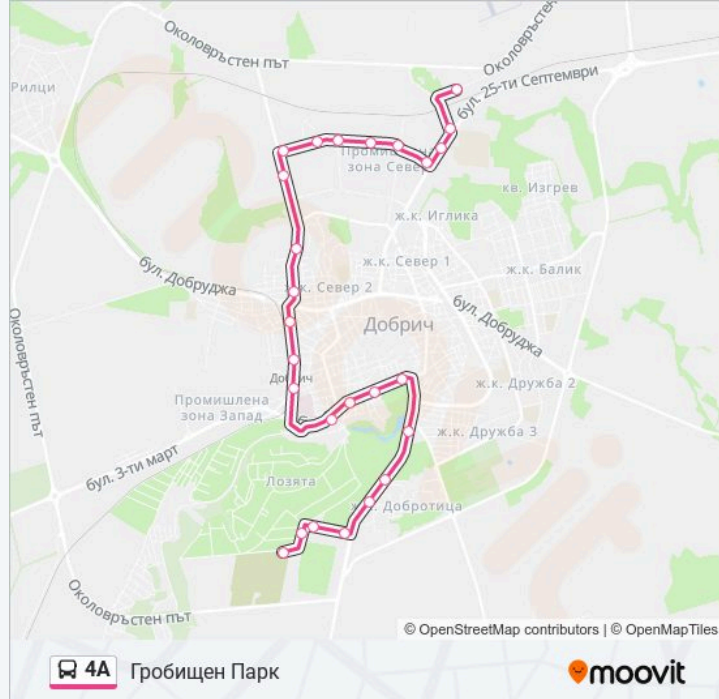 Околовръстен път
Околовръстен
бул. 25-ти Септември
Рилци
Промишлена
зона Север
кв. Изгрев
ж.к. Иглика
ж.к. Север 1
ж.к. Балик
бул. Добруджа
к. Север 2
бул. Добруджа
Добрич
Околовръстен път
Добрич
ж.к. Дружба 2
Промишлена
зона Запад
ж.к. Дружба 3
бул. 3-ти март
Лозята
Добротица
Околовръстен път
© OpenStreetMap contributors | © OpenMapTiles
4A Гробищен Парк
moovit